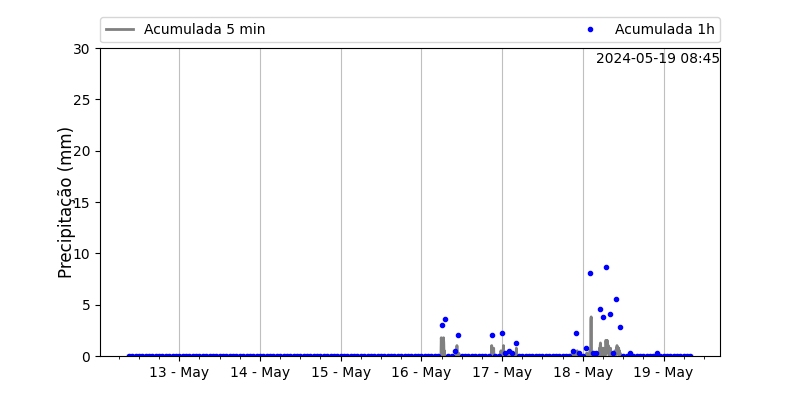 Acumulada 5 min
Acumulada 1h
2024-05-19 08:45
Precipitação (mm)
30
25
20
15
10
5
0
13 - May
14 - May
15 - May
16 - May
17 - May
18 - May
19 - May